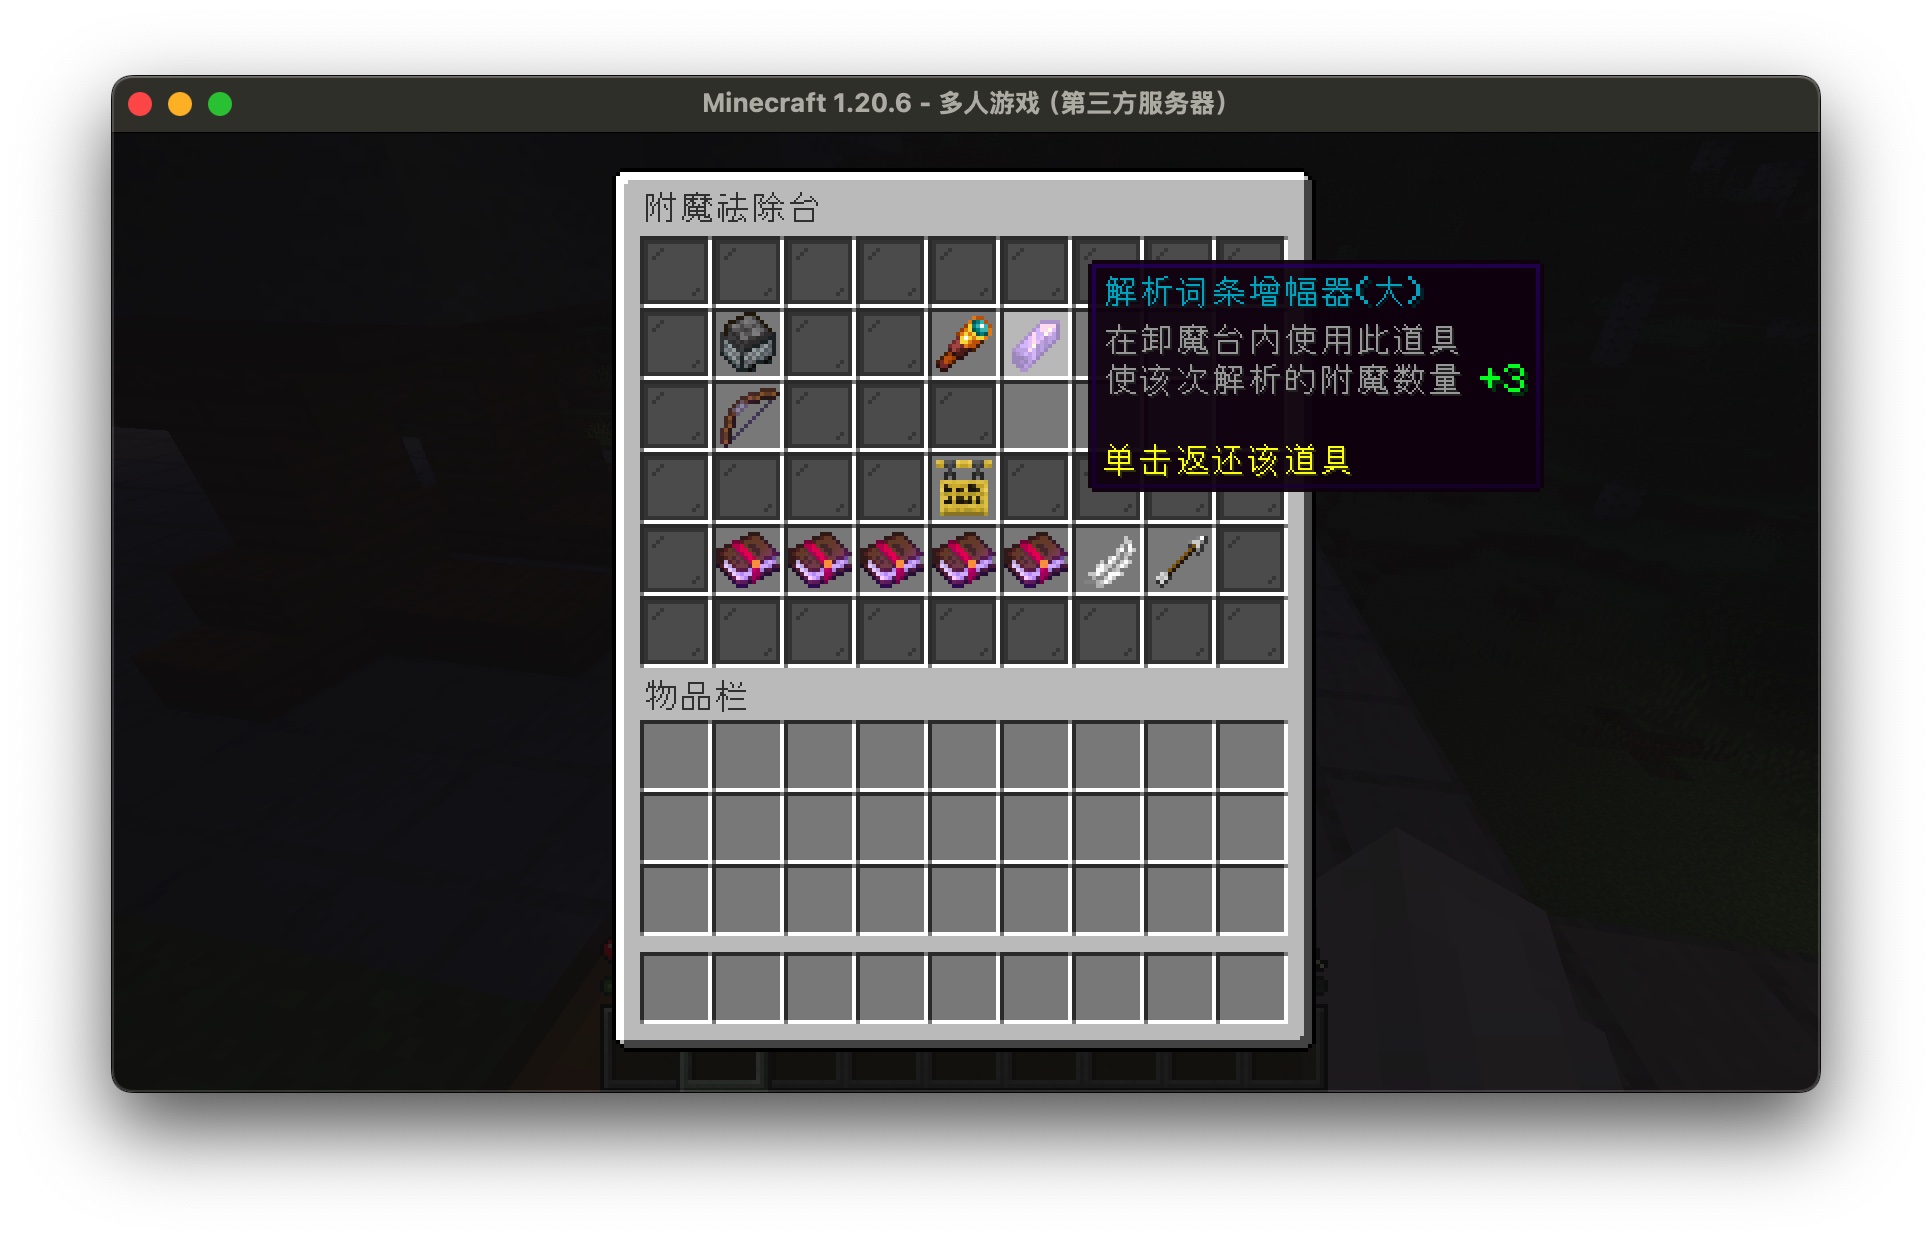 Minecraft 1.20.6 - 多人游戏 (第三方服务器)
附魔祛除台
解析词条增幅器(大)
在卸魔台内使用此道具
使该次解析的附魔数量 +3
单击返还该道具
物品栏